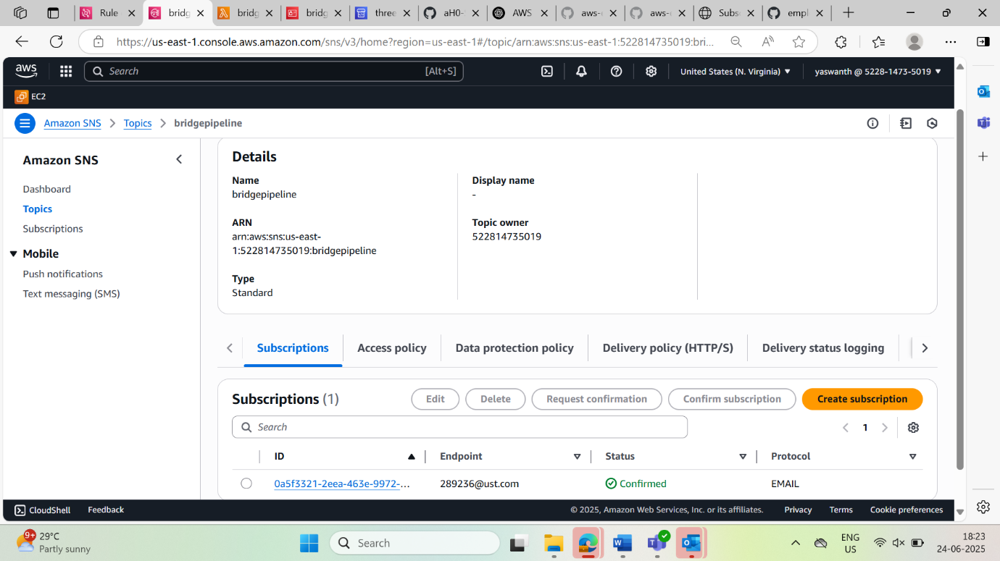 Rule
bridg
bridg
bridg
three
aH0-
AWS
aws-
aws-
Subs
empl
https://us-east-1.console.aws.amazon.com/sns/v3/home?region=us-east-1#/topic/arn:aws:sns:us-east-1:522814735019:bri...
aws
Search
[Alt+S]
United States (N. Virginia)
yaswanth @ 5228-1473-5019
EC2
Amazon SNS
Topics
bridgepipeline
Amazon SNS
Dashboard
Topics
Subscriptions
Mobile
Push notifications
Text messaging (SMS)
Details
Name
bridgepipeline
ARN
arn:aws:sns:us-east-
1:522814735019:bridgepipeline
Type
Standard
Display name
-
Topic owner
522814735019
Subscriptions
Access policy
Data protection policy
Delivery policy (HTTP/S)
Delivery status logging
Subscriptions (1)
Edit
Delete
Request confirmation
Confirm subscription
Create subscription
Search
1
ID
Endpoint
Status
Protocol
0a5f3321-2eea-463e-9972-...
289236@ust.com
Confirmed
EMAIL
CloudShell
Feedback
© 2025, Amazon Web Services, Inc. or its affiliates.
Privacy
Terms
Cookie preferences
9+
29°C
Partly sunny
Search
ENG
US
18:23
24-06-2025